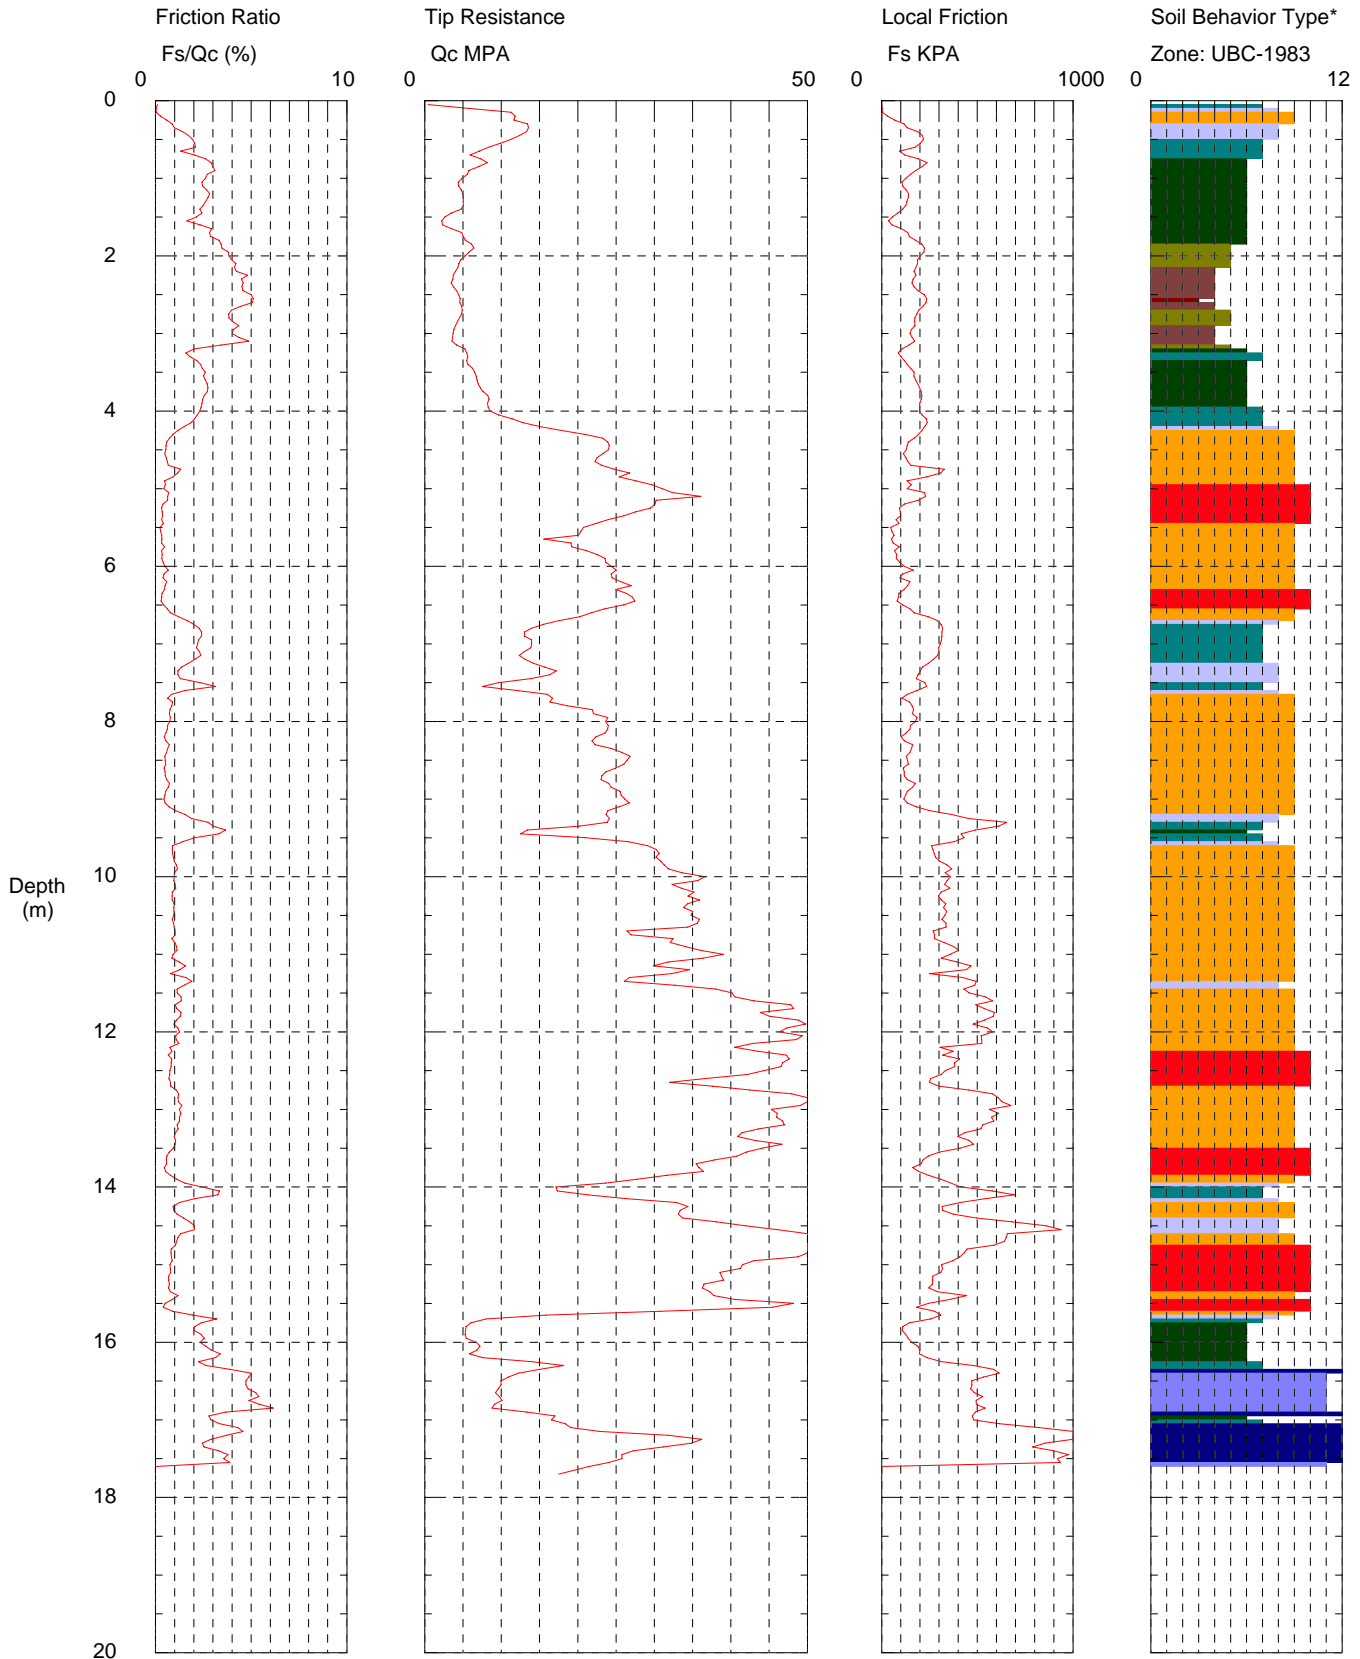 Friction Ratio Tip Resistance Local Friction Soil Behavior Type*
Fs/Qc (%) Qc MPA Fs KPA Zone: UBC-1983
0 10 0 50 0 1000 0 12
0
2
4
6
8
10
Depth
(m)
12
14
16
18
20